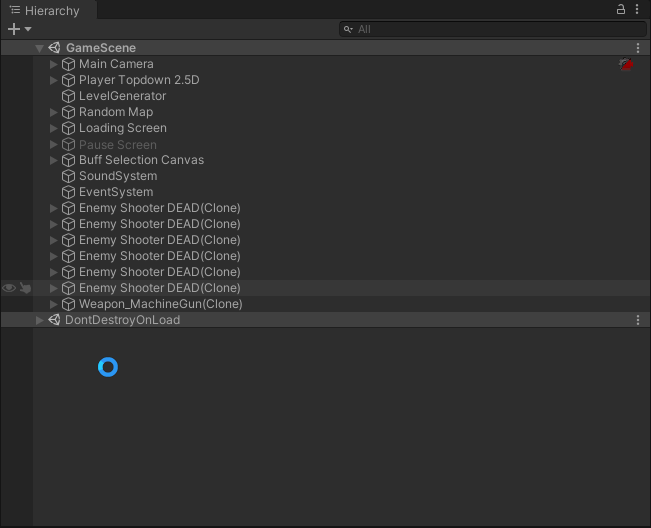 Hierarchy
All
GameScene
Main Camera
Player Topdown 2.5D
LevelGenerator
Random Map
Loading Screen
Pause Screen
Buff Selection Canvas
SoundSystem
EventSystem
Enemy Shooter DEAD(Clone)
Enemy Shooter DEAD(Clone)
Enemy Shooter DEAD(Clone)
Enemy Shooter DEAD(Clone)
Enemy Shooter DEAD(Clone)
Enemy Shooter DEAD(Clone)
Weapon_MachineGun(Clone)
DontDestroyOnLoad